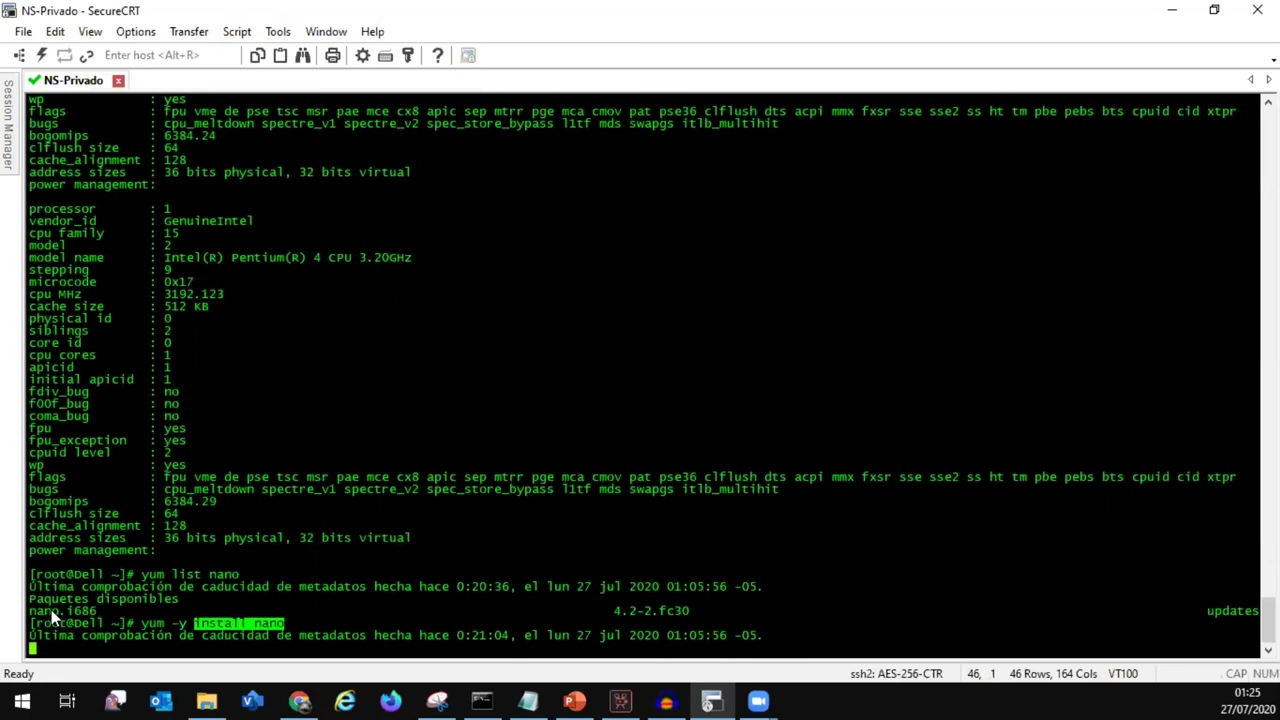 NS-Privado - SecureCRT
File Edit View Options Transfer Script Tools Window Help
Enter host <Alt+R>
NS-Privado
Session Manager
wp : yes
flags : fpu vme de pse tsc msr pae mce cx8 apic sep mtrr pge mca cmov pat pse36 clflush dts acpi mmx fxsr sse sse2 ss ht tm pbe pebs bts cpuid cid xtpr
bugs : cpu_meltdown spectre_v1 spectre_v2 spec_store_bypass l1tf mds swapgs itlb_multihit
bogomips : 6384.24
clflush size : 64
cache_alignment : 128
address sizes : 36 bits physical, 32 bits virtual
power management:
processor : 1
vendor_id : GenuineIntel
cpu family : 15
model : 2
model name : Intel(R) Pentium(R) 4 CPU 3.20GHz
stepping : 9
microcode : 0x17
cpu MHz : 3192.123
cache size : 512 KB
physical id : 0
siblings : 2
core id : 0
cpu cores : 1
apicid : 1
initial apicid : 1
fdiv_bug : no
f00f_bug : no
coma_bug : no
fpu : yes
fpu_exception : yes
cpuid level : 2
wp : yes
flags : fpu vme de pse tsc msr pae mce cx8 apic sep mtrr pge mca cmov pat pse36 clflush dts acpi mmx fxsr sse sse2 ss ht tm pbe pebs bts cpuid cid xtpr
bugs : cpu_meltdown spectre_v1 spectre_v2 spec_store_bypass l1tf mds swapgs itlb_multihit
bogomips : 6384.29
clflush size : 64
cache_alignment : 128
address sizes : 36 bits physical, 32 bits virtual
power management:
[root@Dell ~]# yum list nano
Última comprobación de caducidad de metadatos hecha hace 0:20:36, el lun 27 jul 2020 01:05:56 -05.
Paquetes disponibles
nano.i686 4.2-2.fc30 updates
[root@Dell ~]# yum -y install nano
Última comprobación de caducidad de metadatos hecha hace 0:21:04, el lun 27 jul 2020 01:05:56 -05.
Ready ssh2: AES-256-CTR 46, 1 46 Rows, 164 Cols VT100 CAP NUM
01:25
27/07/2020